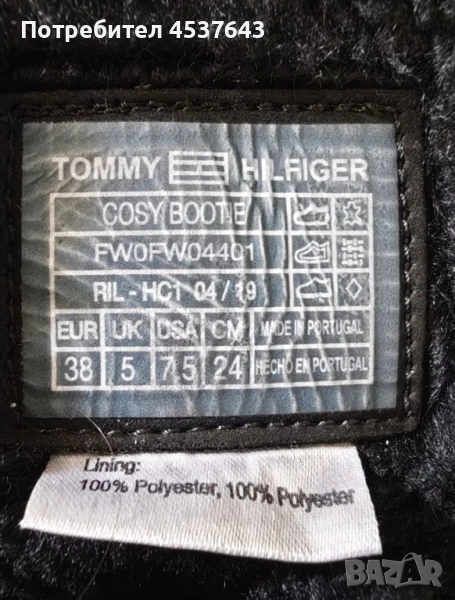 Потребител 4537643
TOMMY HILFIGER
COSY BOOTIE
FW0FW04401
RIL - HC1 04 / 19
EUR UK USA CM MADE IN PORTUGAL
38 5 7.5 24 HECHO EN PORTUGAL
Lining:
100% Polyester, 100% Polyester
BAZAR